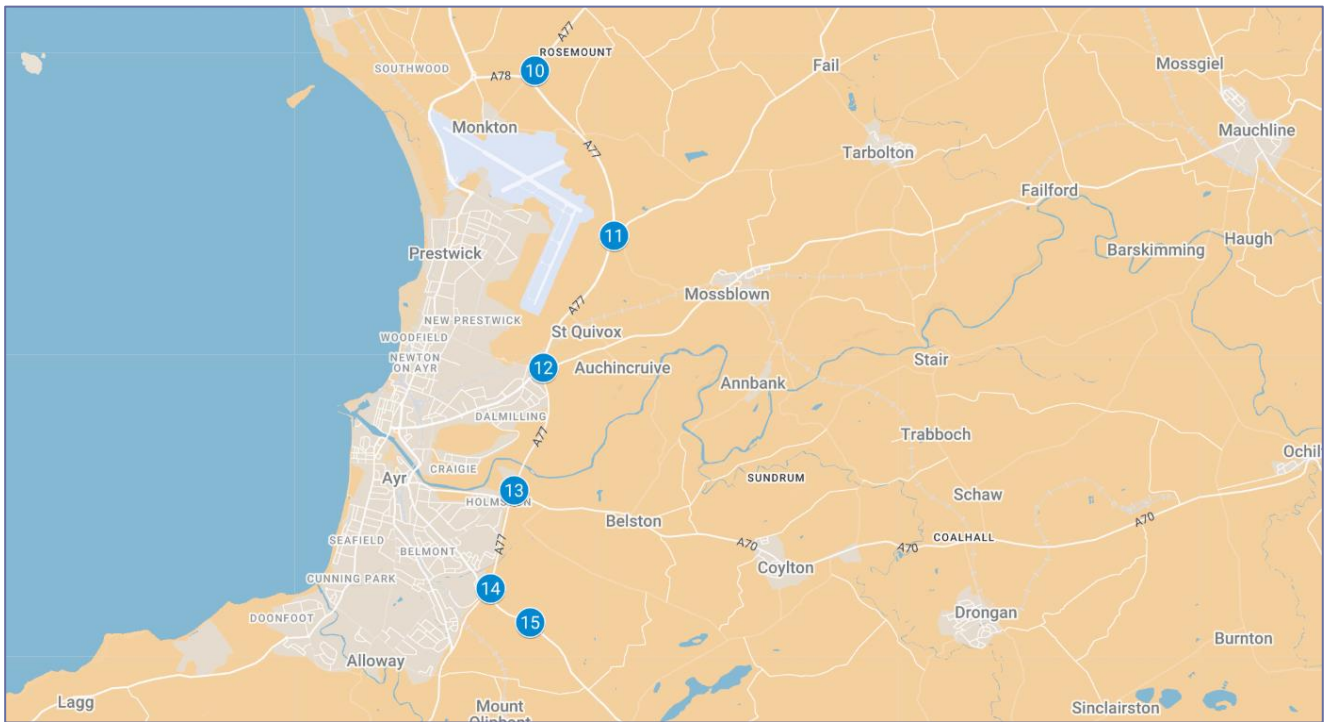 A77
ROSEMOUNT
10
SOUTHWOOD
A78
Fail
Mossgiel
Monkton
A77
Mauchline
Tarbolton
Failford
11
Haugh
Barskimming
Prestwick
Mossblown
A77
NEW PRESTWICK
St Quivox
WOODFIELD
NEWTON
ON AYR
12
Auchincruive
Stair
Annbank
DALMILLING
A77
Trabboch
Ochil
CRAIGIE
Ayr
SUNDRUM
13
Schaw
Belston
A70
SEAFIELD
BELMONT
A77
A70
A70
COALHALL
Coylton
CUNNING PARK
14
DOONFOOT
15
Drongan
Burnton
Alloway
Lagg
Mount
Sinclairston